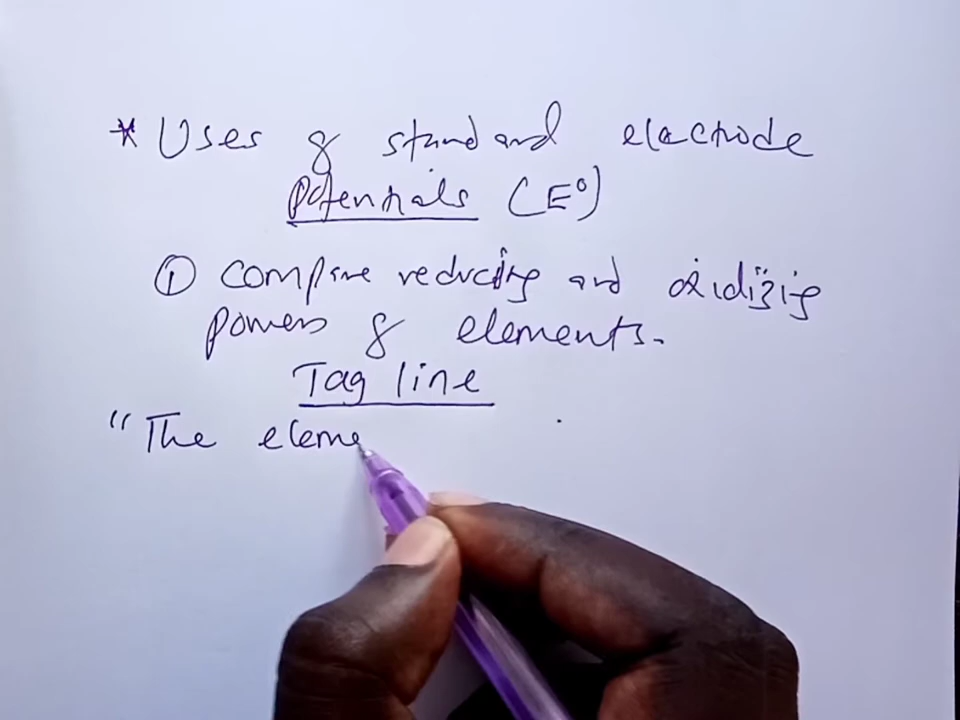 * Uses of standard electrode
potentials (E°)
① compare reducing and oxidizing
powers of elements.
Tag line
"The eleme